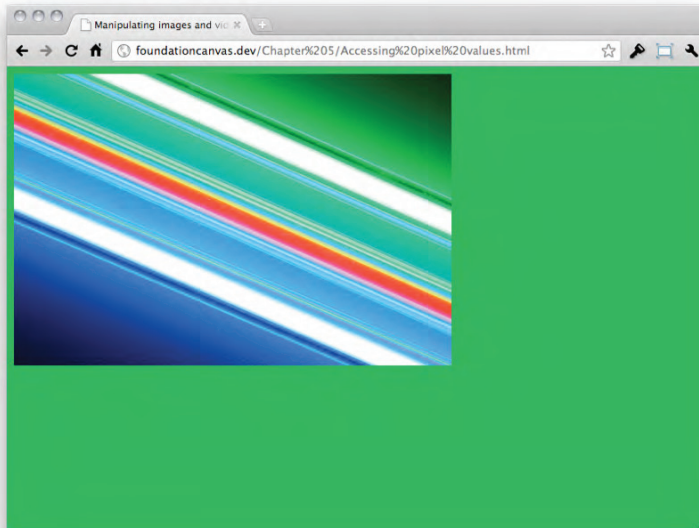 Manipulating images and vid
foundationcanvas.dev/Chapter%205/Accessing%20pixel%20values.html